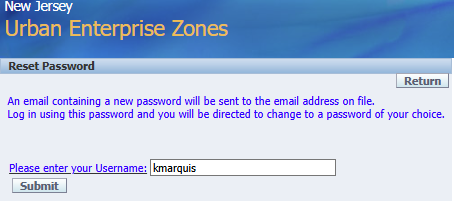 New Jersey
Urban Enterprise Zones
Reset Password
Return
An email containing a new password will be sent to the email address on file.
Log in using this password and you will be directed to change to a password of your choice.
Please enter your Username: kmarquis
Submit